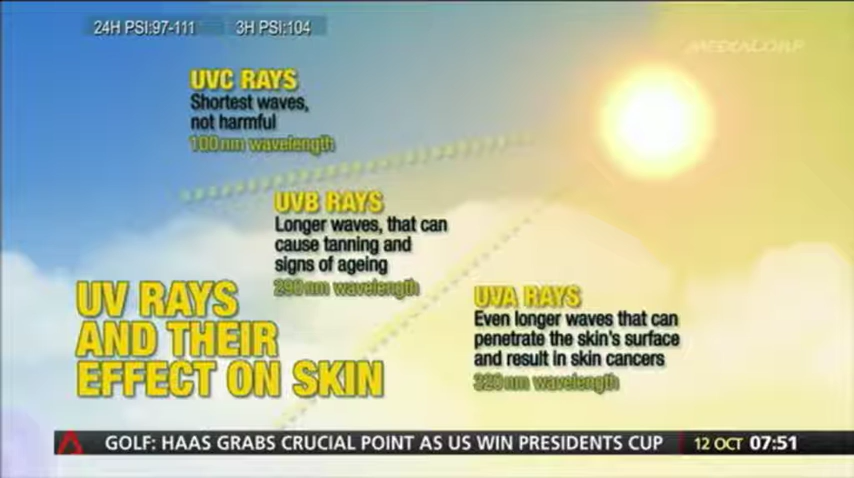 24H PSI:97-111 3H PSI:104
MEDIACORP
UVC RAYS
Shortest waves,
not harmful
100nm wavelength
UVB RAYS
Longer waves, that can
cause tanning and
signs of ageing
290nm wavelength
UV RAYS
AND THEIR
EFFECT ON SKIN
UVA RAYS
Even longer waves that can
penetrate the skin's surface
and result in skin cancers
320nm wavelength
GOLF: HAAS GRABS CRUCIAL POINT AS US WIN PRESIDENTS CUP 12 OCT 07:51